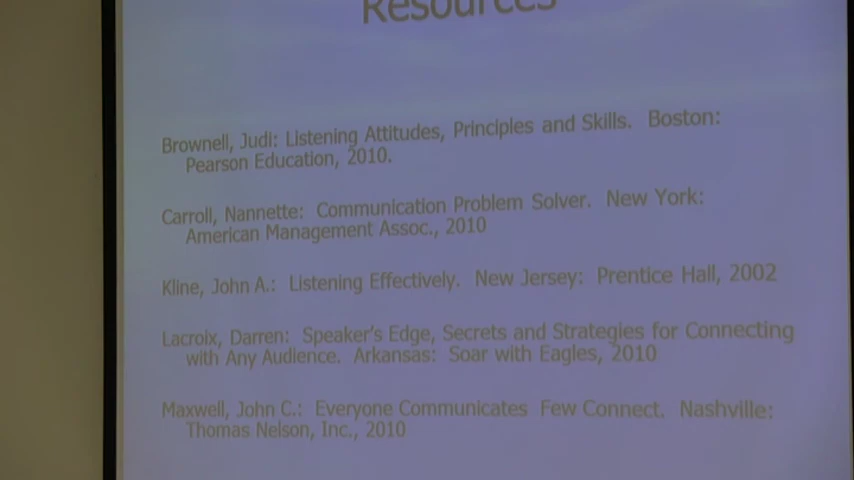 Resources
Brownell, Judi: Listening Attitudes, Principles and Skills. Boston:
Pearson Education, 2010.
Carroll, Nannette: Communication Problem Solver. New York:
American Management Assoc., 2010
Kline, John A.: Listening Effectively. New Jersey: Prentice Hall, 2002
Lacroix, Darren: Speaker's Edge, Secrets and Strategies for Connecting
with Any Audience. Arkansas: Soar with Eagles, 2010
Maxwell, John C.: Everyone Communicates Few Connect. Nashville:
Thomas Nelson, Inc., 2010